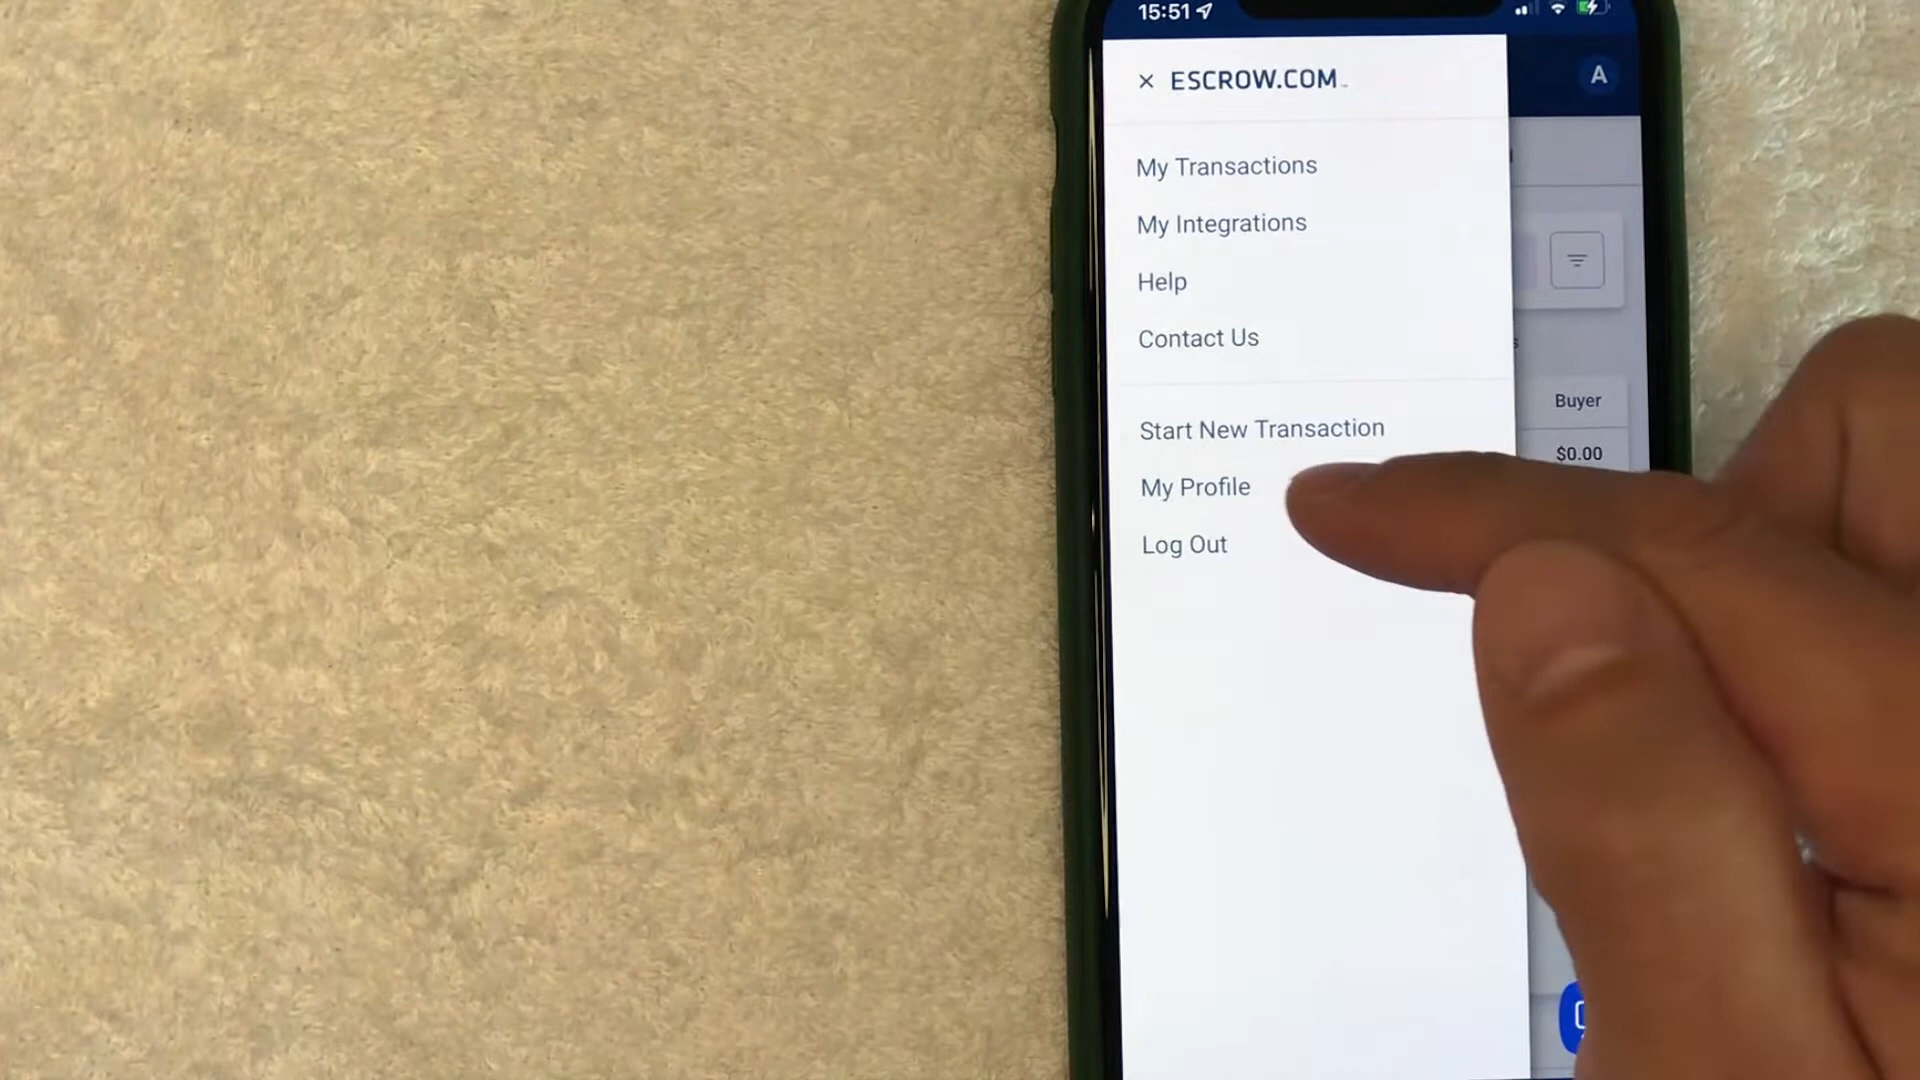 15:51
× ESCROW.COM
A
My Transactions
My Integrations
Help
Contact Us
Buyer
Start New Transaction
$0.00
My Profile
Log Out